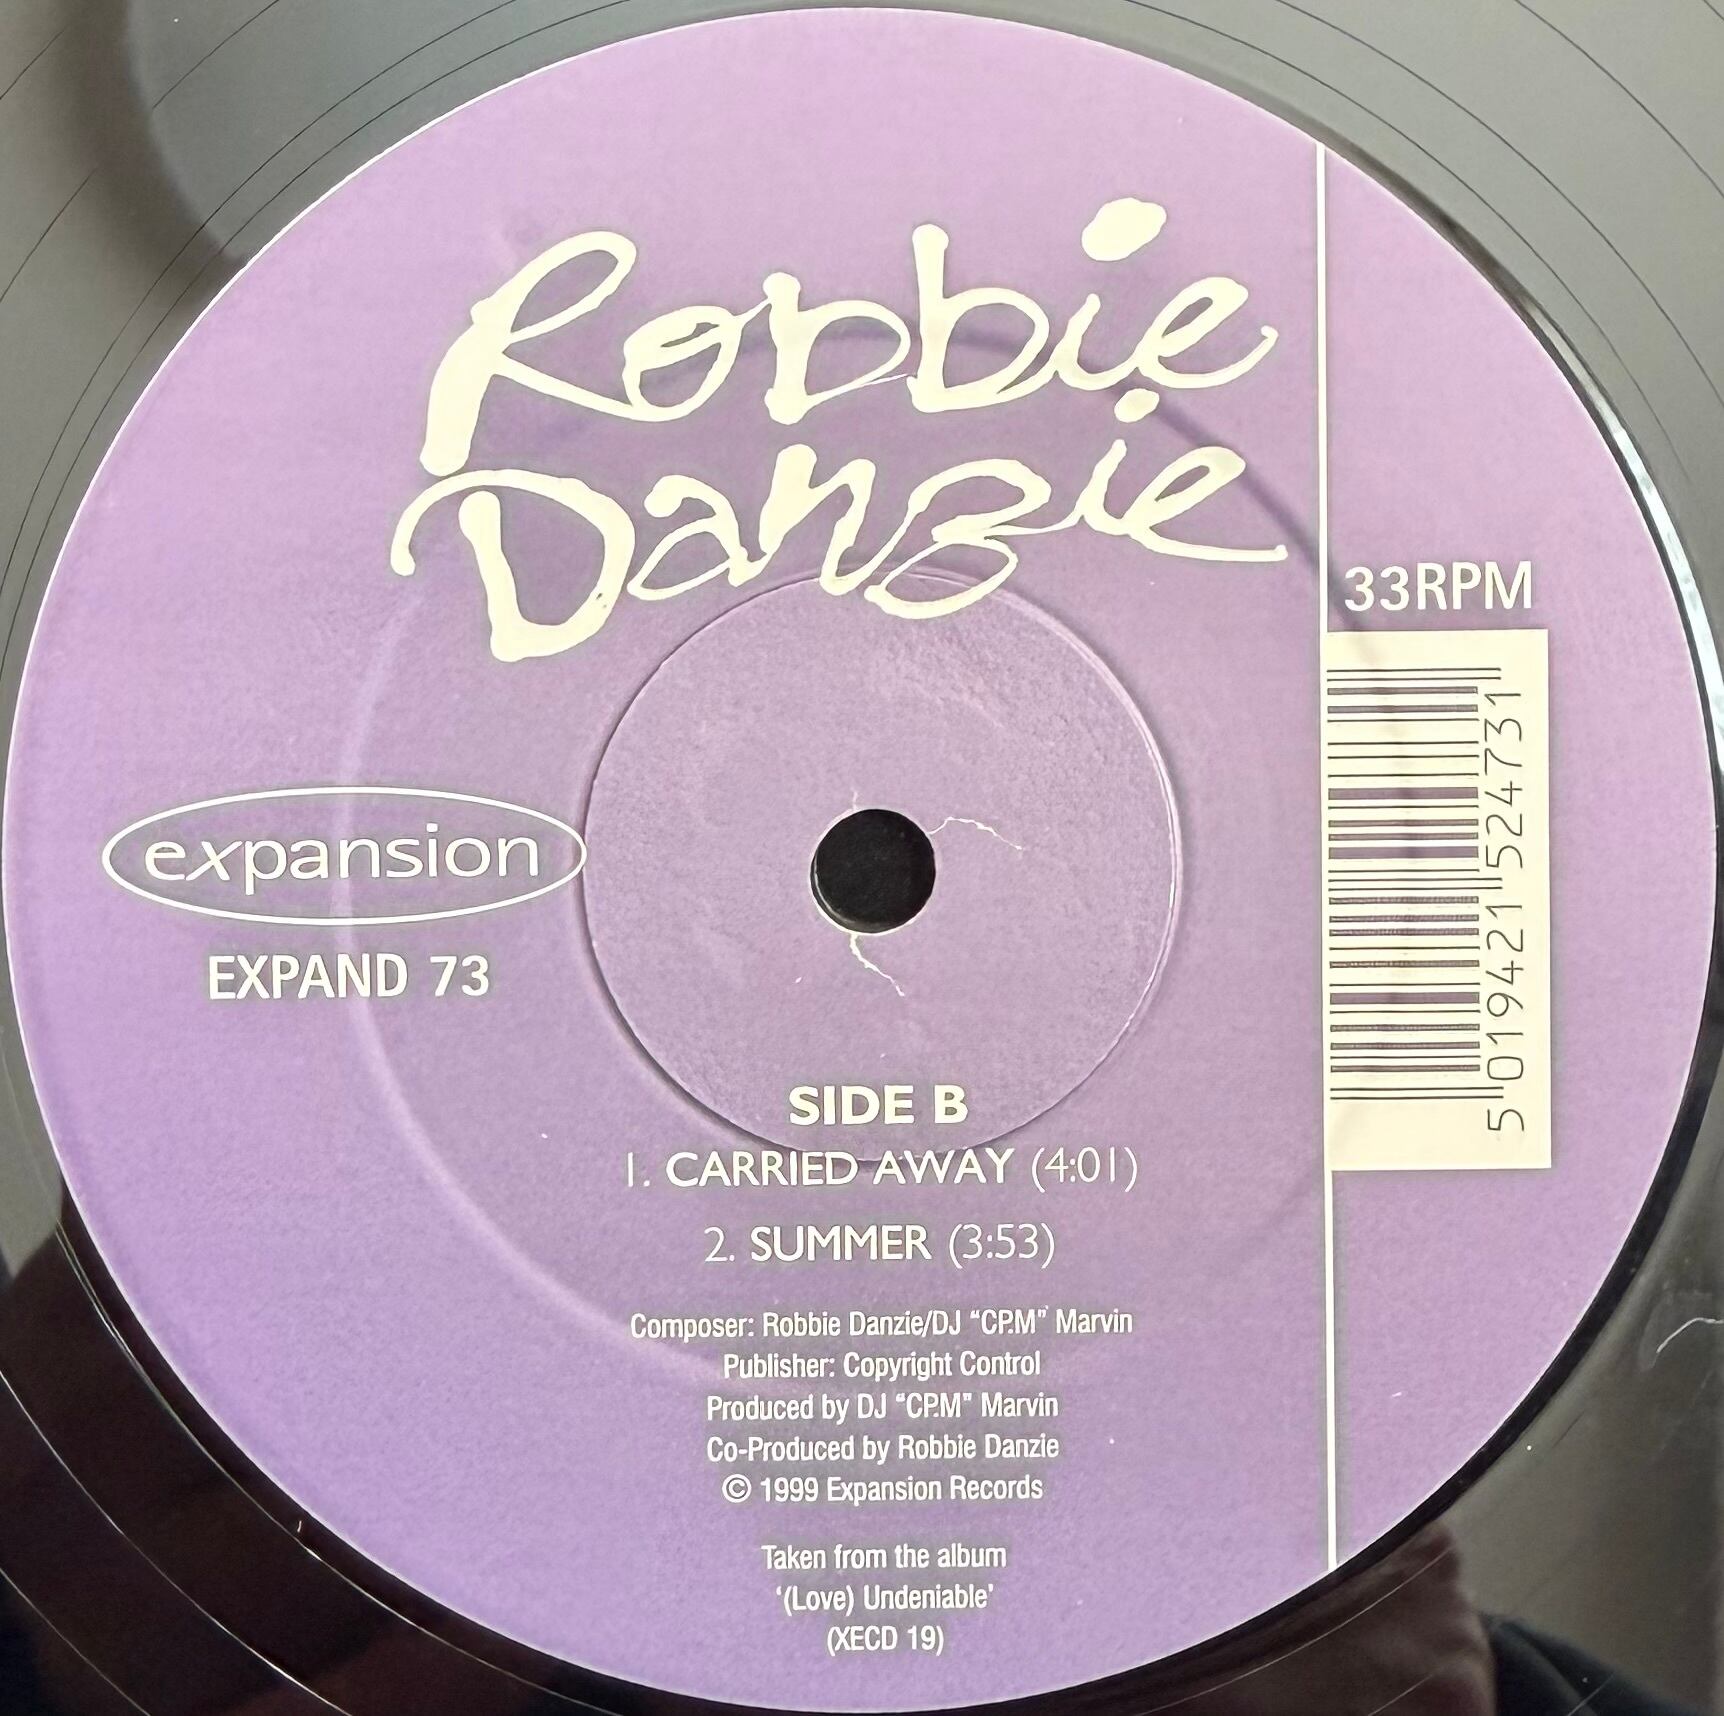 Robbie
Danzie
33RPM
5 019421 524731
expansion
EXPAND 73
SIDE B
1. CARRIED AWAY (4:01)
2. SUMMER (3:53)
Composer: Robbie Danzie/DJ “CP.M” Marvin
Publisher: Copyright Control
Produced by DJ “CP.M” Marvin
Co-Produced by Robbie Danzie
© 1999 Expansion Records
Taken from the album
‘(Love) Undeniable’
(XECD 19)